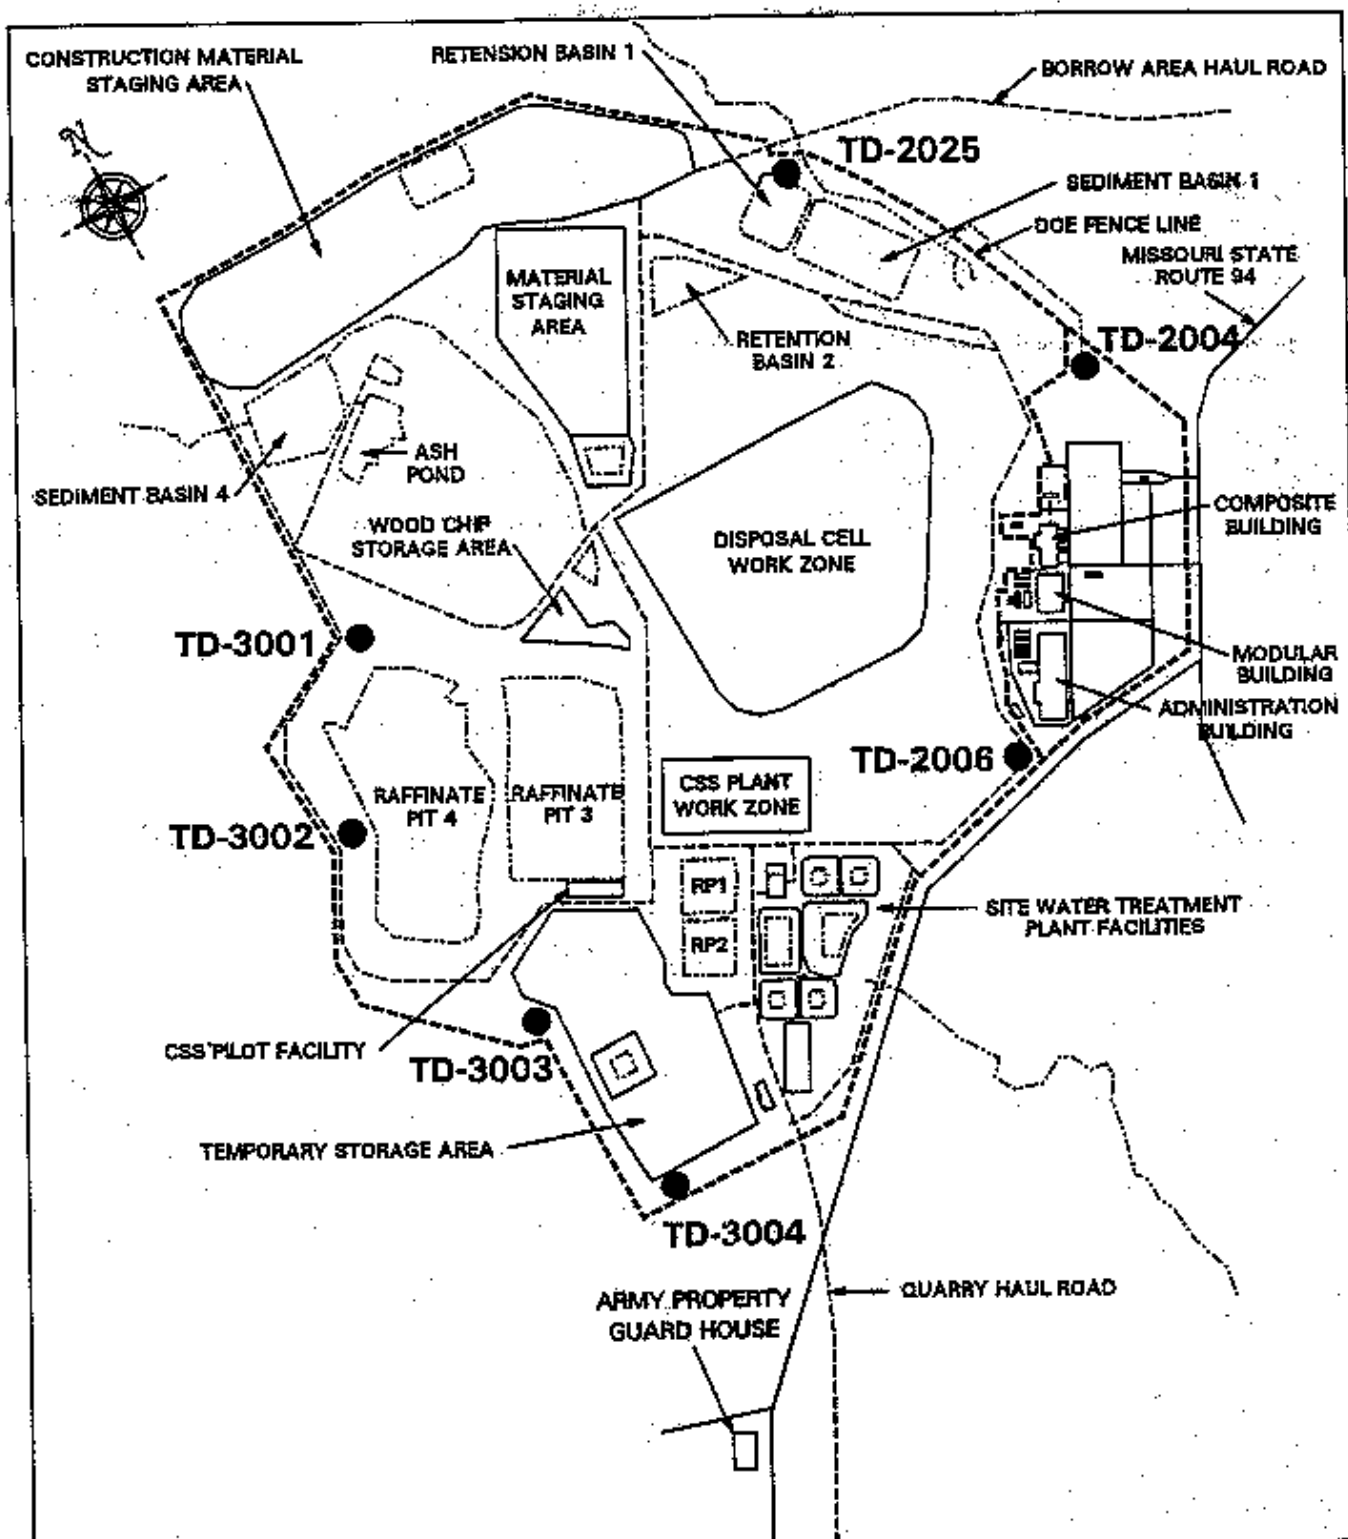 CONSTRUCTION MATERIAL
STAGING AREA
RETENSION BASIN 1
BORROW AREA HAUL ROAD
N
TD-2025
SEDIMENT BASIN 1
DOE FENCE LINE
MISSOURI STATE
ROUTE 94
MATERIAL
STAGING
AREA
RETENTION
BASIN 2
TD-2004
ASH
POND
SEDIMENT BASIN 4
WOOD CHIP
STORAGE AREA
DISPOSAL CELL
WORK ZONE
COMPOSITE
BUILDING
TD-3001
MODULAR
BUILDING
ADMINISTRATION
BUILDING
TD-2006
RAFFINATE
PIT 4
RAFFINATE
PIT 3
CSS PLANT
WORK ZONE
TD-3002
RP1
RP2
SITE WATER TREATMENT
PLANT FACILITIES
CSS PILOT FACILITY
TD-3003
TEMPORARY STORAGE AREA
TD-3004
ARMY PROPERTY
GUARD HOUSE
QUARRY HAUL ROAD